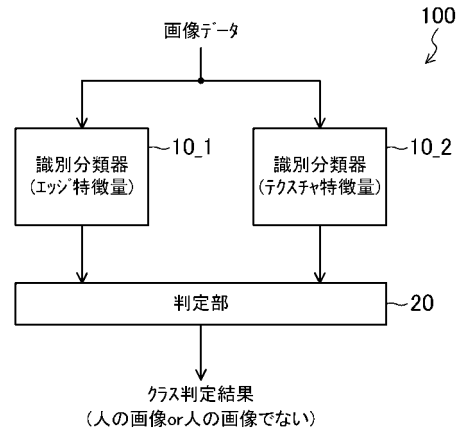 100
画像データ
識別分類器
(エッジ特徴量)
10_1
識別分類器
(テクスチャ特徴量)
10_2
判定部
20
クラス判定結果
(人の画像or人の画像でない)